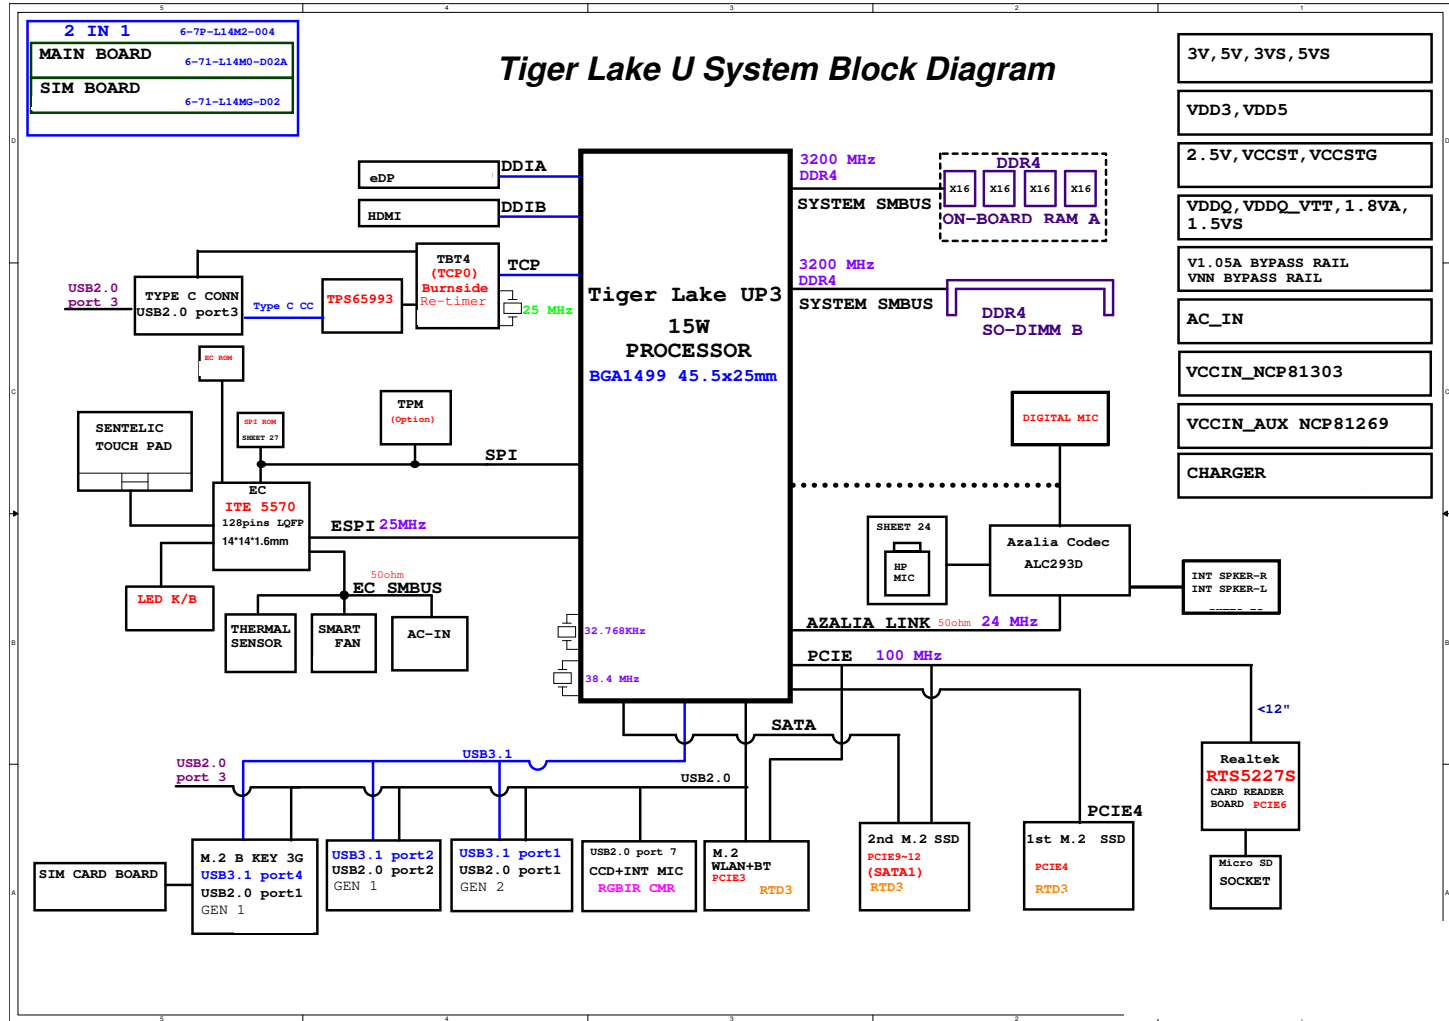 5
4
3
2
1
2 IN 1
6-7P-L14M2-004
MAIN BOARD
6-71-L14M0-D02A
SIM BOARD
6-71-L14MG-D02
Tiger Lake U System Block Diagram
3V,5V,3VS,5VS
VDD3,VDD5
2.5V,VCCST,VCCSTG
VDDQ,VDDQ_VTT,1.8VA,
1.5VS
V1.05A BYPASS RAIL
VNN BYPASS RAIL
AC_IN
VCCIN_NCP81303
VCCIN_AUX NCP81269
CHARGER
D
D
eDP
DDIA
HDMI
DDIB
3200 MHz
DDR4
SYSTEM SMBUS
DDR4
X16
X16
X16
X16
ON-BOARD RAM A
USB2.0
port 3
TYPE C CONN
USB2.0 port3
Type C CC
TPS65993
TBT4
(TCP0)
Burnside
Re-timer
TCP
25 MHz
Tiger Lake UP3
15W
PROCESSOR
BGA1499 45.5x25mm
3200 MHz
DDR4
SYSTEM SMBUS
DDR4
SO-DIMM B
C
C
EC ROM
SPI ROM
SHEET 27
TPM
(Option)
SENTELIC
TOUCH PAD
SPI
DIGITAL MIC
EC
ITE 5570
128pins LQFP
14*14*1.6mm
ESPI
25MHz
SHEET 24
HP
MIC
Azalia Codec
ALC293D
LED K/B
50ohm
EC SMBUS
INT SPKER-R
INT SPKER-L
THERMAL
SENSOR
SMART
FAN
AC-IN
32.768KHz
38.4 MHz
AZALIA LINK
50ohm
24 MHz
B
B
PCIE
100 MHz
<12"
SATA
USB3.1
USB2.0
port 3
USB2.0
PCIE4
Realtek
RTS5227S
CARD READER
BOARD PCIE6
SIM CARD BOARD
M.2 B KEY 3G
USB3.1 port4
USB2.0 port1
GEN 1
USB3.1 port2
USB2.0 port2
GEN 1
USB3.1 port1
USB2.0 port1
GEN 2
USB2.0 port 7
CCD+INT MIC
RGBIR CMR
M.2
WLAN+BT
PCIE3
RTD3
2nd M.2 SSD
PCIE9~12
(SATA1)
RTD3
1st M.2 SSD
PCIE4
RTD3
Micro SD
SOCKET
A
A
5
4
3
2